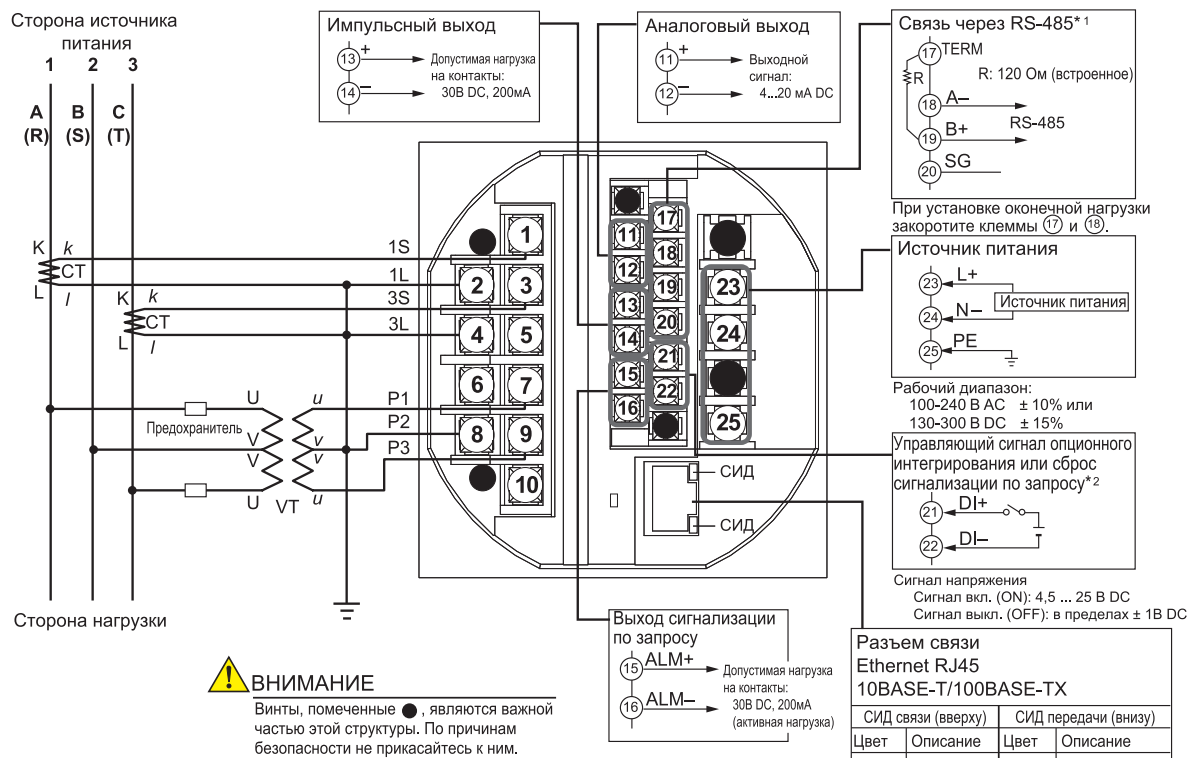 Сторона источника
питания
1 2 3
A B C
(R) (S) (T)
Импульсный выход
13 +
14 –
Допустимая нагрузка
на контакты:
30В DC, 200мА
Аналоговый выход
11 +
12 –
Выходной
сигнал:
4...20 мА DC
Связь через RS-485*1
17 TERM
R
R: 120 Ом (встроенное)
18 A–
19 B+
RS-485
20 SG
При установке оконечной нагрузки
закоротите клеммы 17 и 18.
K k
CT
L l
K k
CT
L l
1S
1L
3S
3L
P1
P2
P3
U u
Предохранитель
V v
V v
U VT u
1
2 3
4 5
6 7
8 9
10
11
12
13
14
15
16
17
18
19
20
21
22
23
24
25
СИД
СИД
Источник питания
23 L+
24 N–
Источник питания
25 PE
Рабочий диапазон:
100-240 В AC ± 10% или
130-300 В DC ± 15%
Управляющий сигнал опционного
интегрирования или сброс
сигнализации по запросу*2
21 DI+
22 DI–
Сигнал напряжения
Сигнал вкл. (ON): 4,5 ... 25 В DC
Сигнал выкл. (OFF): в пределах ± 1В DC
Сторона нагрузки
Выход сигнализации
по запросу
15 ALM+
16 ALM–
Допустимая нагрузка
на контакты:
30В DC, 200мА
(активная нагрузка)
Разъем связи
Ethernet RJ45
10BASE-T/100BASE-TX
СИД связи (вверху) СИД передачи (внизу)
Цвет Описание Цвет Описание
! ВНИМАНИЕ
Винты, помеченные ●, являются важной
частью этой структуры. По причинам
безопасности не прикасайтесь к ним.